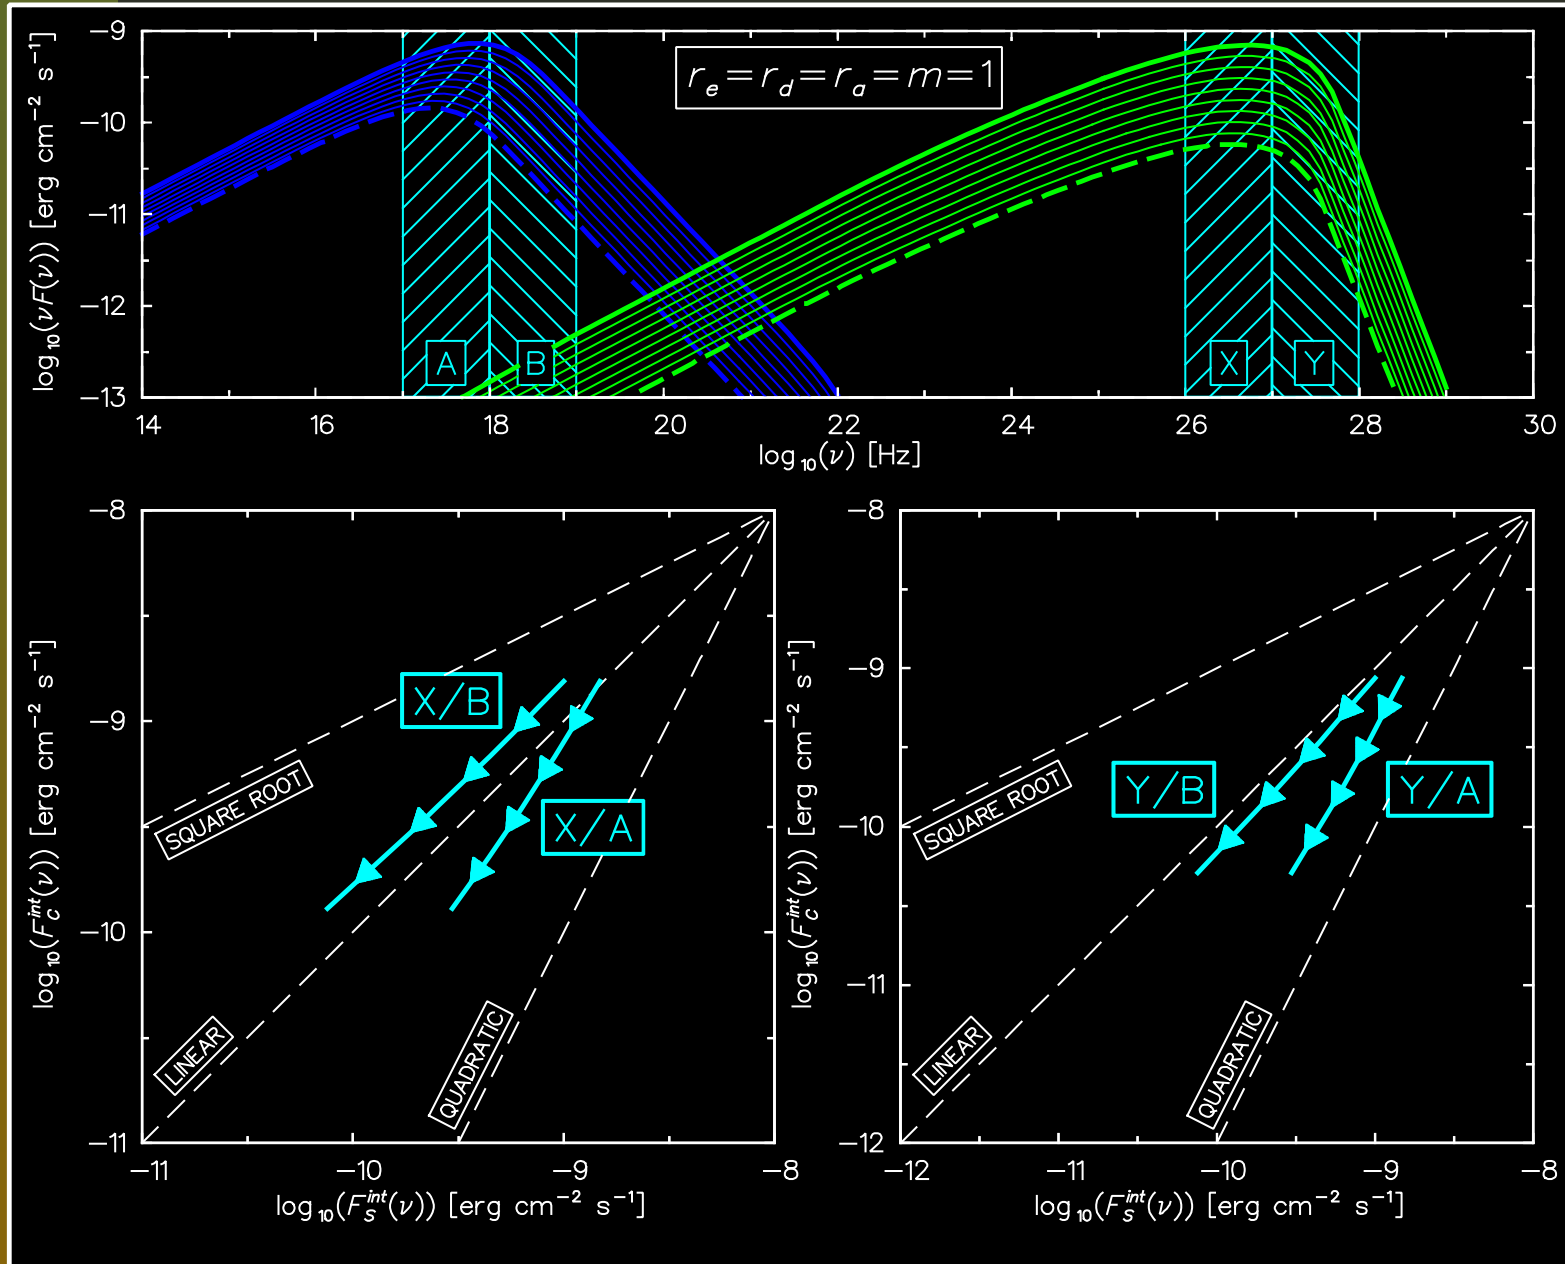 −9
−10
−11
−12
−13
log₁₀(νF(ν)) [erg cm⁻² s⁻¹]
rₑ=r_d=rₐ=m=1
A
B
X
Y
14 16 18 20 22 24 26 28 30
log₁₀(ν) [Hz]
−8
−9
−10
−11
log₁₀(F_C^int(ν)) [erg cm⁻² s⁻¹]
X/B
X/A
SQUARE ROOT
LINEAR
QUADRATIC
−11 −10 −9 −8
log₁₀(F_S^int(ν)) [erg cm⁻² s⁻¹]
−8
−9
−10
−11
−12
log₁₀(F_C^int(ν)) [erg cm⁻² s⁻¹]
Y/B
Y/A
SQUARE ROOT
LINEAR
QUADRATIC
−12 −11 −10 −9 −8
log₁₀(F_S^int(ν)) [erg cm⁻² s⁻¹]